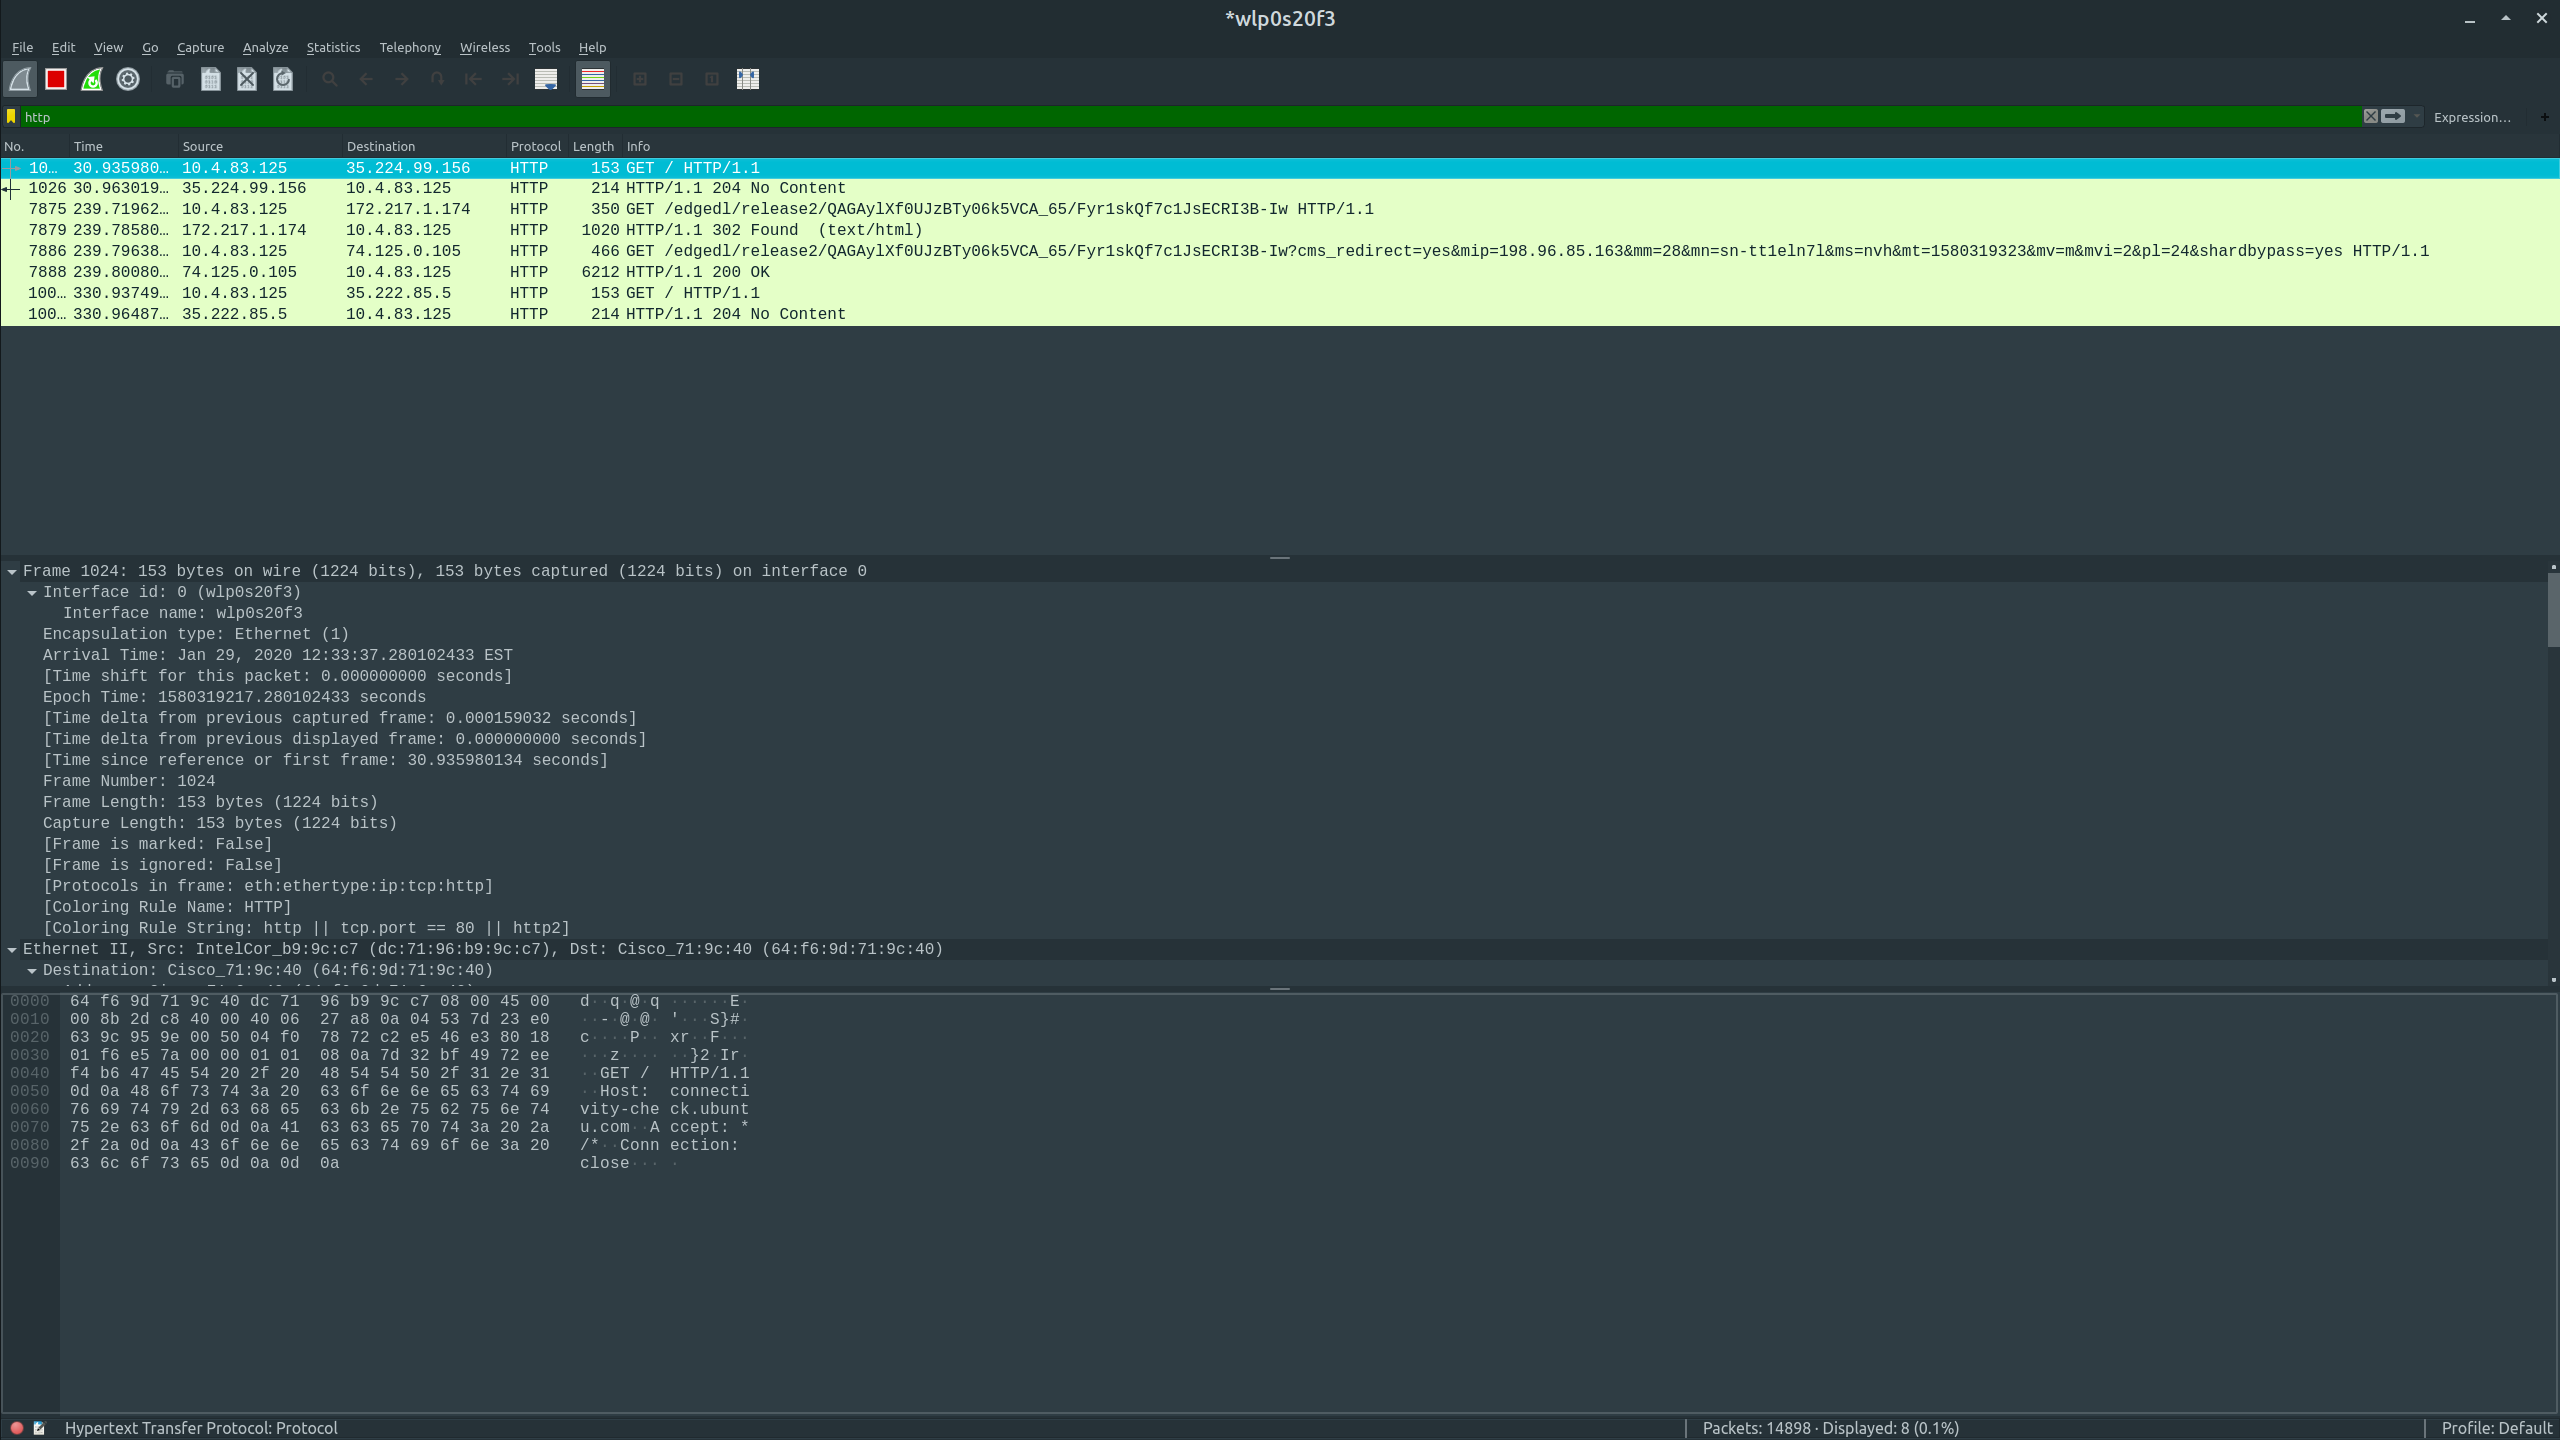 *wlp0s20f3
File Edit View Go Capture Analyze Statistics Telephony Wireless Tools Help
http Expression… +
No. Time Source Destination Protocol Length Info
10… 30.935980… 10.4.83.125 35.224.99.156 HTTP 153 GET / HTTP/1.1
1026 30.963019… 35.224.99.156 10.4.83.125 HTTP 214 HTTP/1.1 204 No Content
7875 239.71962… 10.4.83.125 172.217.1.174 HTTP 350 GET /edgedl/release2/QAGAylXf0UJzBTy06k5VCA_65/Fyr1skQf7c1JsECRI3B-Iw HTTP/1.1
7879 239.78580… 172.217.1.174 10.4.83.125 HTTP 1020 HTTP/1.1 302 Found  (text/html)
7886 239.79638… 10.4.83.125 74.125.0.105 HTTP 466 GET /edgedl/release2/QAGAylXf0UJzBTy06k5VCA_65/Fyr1skQf7c1JsECRI3B-Iw?cms_redirect=yes&mip=198.96.85.163&mm=28&mn=sn-tt1eln7l&ms=nvh&mt=1580319323&mv=m&mvi=2&pl=24&shardbypass=yes HTTP/1.1
7888 239.80080… 74.125.0.105 10.4.83.125 HTTP 6212 HTTP/1.1 200 OK
100… 330.93749… 10.4.83.125 35.222.85.5 HTTP 153 GET / HTTP/1.1
100… 330.96487… 35.222.85.5 10.4.83.125 HTTP 214 HTTP/1.1 204 No Content
Frame 1024: 153 bytes on wire (1224 bits), 153 bytes captured (1224 bits) on interface 0
Interface id: 0 (wlp0s20f3)
Interface name: wlp0s20f3
Encapsulation type: Ethernet (1)
Arrival Time: Jan 29, 2020 12:33:37.280102433 EST
[Time shift for this packet: 0.000000000 seconds]
Epoch Time: 1580319217.280102433 seconds
[Time delta from previous captured frame: 0.000159032 seconds]
[Time delta from previous displayed frame: 0.000000000 seconds]
[Time since reference or first frame: 30.935980134 seconds]
Frame Number: 1024
Frame Length: 153 bytes (1224 bits)
Capture Length: 153 bytes (1224 bits)
[Frame is marked: False]
[Frame is ignored: False]
[Protocols in frame: eth:ethertype:ip:tcp:http]
[Coloring Rule Name: HTTP]
[Coloring Rule String: http || tcp.port == 80 || http2]
Ethernet II, Src: IntelCor_b9:9c:c7 (dc:71:96:b9:9c:c7), Dst: Cisco_71:9c:40 (64:f6:9d:71:9c:40)
Destination: Cisco_71:9c:40 (64:f6:9d:71:9c:40)
0000 64 f6 9d 71 9c 40 dc 71 96 b9 9c c7 08 00 45 00 d··q·@·q ······E·
0010 00 8b 2d c8 40 00 40 06 27 a8 0a 04 53 7d 23 e0 ··-·@·@· '···S}#·
0020 63 9c 95 9e 00 50 04 f0 78 72 c2 e5 46 e3 80 18 c····P·· xr··F···
0030 01 f6 e5 7a 00 00 01 01 08 0a 7d 32 bf 49 72 ee ···z···· ··}2·Ir·
0040 f4 b6 47 45 54 20 2f 20 48 54 54 50 2f 31 2e 31 ··GET / HTTP/1.1
0050 0d 0a 48 6f 73 74 3a 20 63 6f 6e 6e 65 63 74 69 ··Host: connecti
0060 76 69 74 79 2d 63 68 65 63 6b 2e 75 62 75 6e 74 vity-che ck.ubunt
0070 75 2e 63 6f 6d 0d 0a 41 63 63 65 70 74 3a 20 2a u.com··A ccept: *
0080 2f 2a 0d 0a 43 6f 6e 6e 65 63 74 69 6f 6e 3a 20 /*··Conn ection:
0090 63 6c 6f 73 65 0d 0a 0d 0a close··· ·
Hypertext Transfer Protocol: Protocol Packets: 14898 · Displayed: 8 (0.1%) Profile: Default